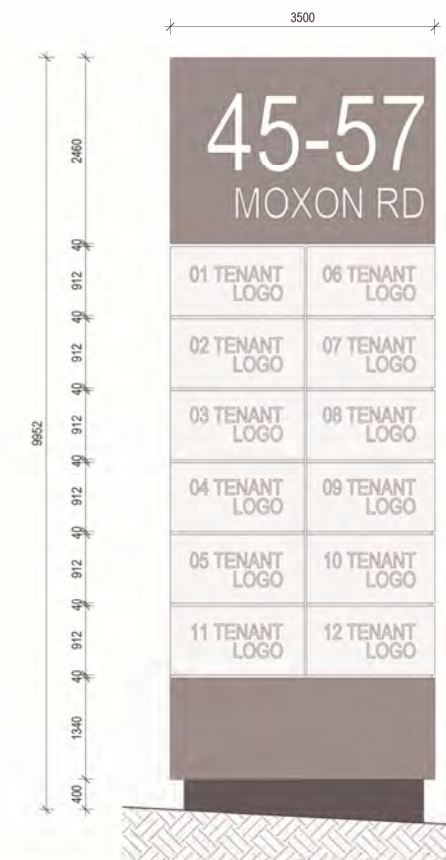 3500
45-57
MOXON RD
2460
40
912
40
912
40
912
40
912
40
912
40
912
40
1340
400
9952
01 TENANT
LOGO
06 TENANT
LOGO
02 TENANT
LOGO
07 TENANT
LOGO
03 TENANT
LOGO
08 TENANT
LOGO
04 TENANT
LOGO
09 TENANT
LOGO
05 TENANT
LOGO
10 TENANT
LOGO
11 TENANT
LOGO
12 TENANT
LOGO